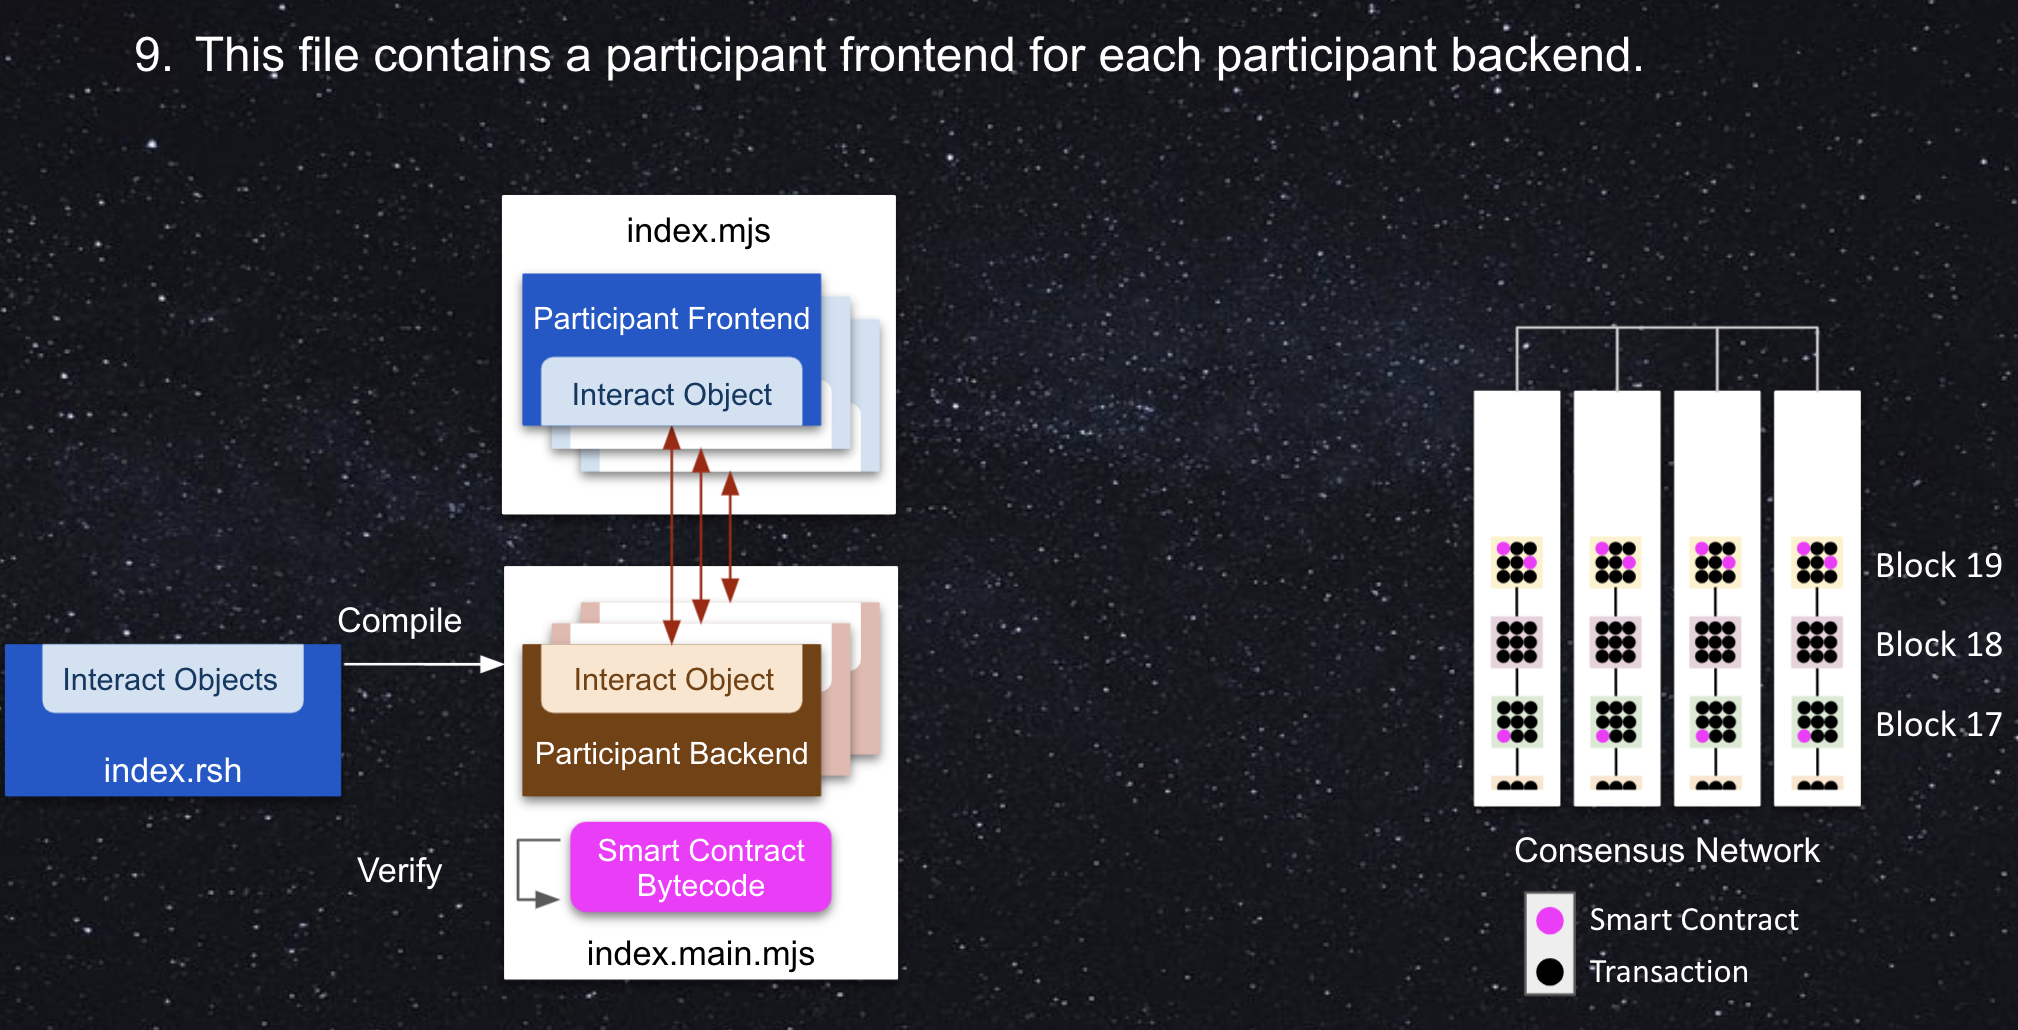 9. This file contains a participant frontend for each participant backend.
index.mjs
Participant Frontend
Interact Object
Compile
Interact Objects
index.rsh
Interact Object
Participant Backend
Verify
Smart Contract
Bytecode
index.main.mjs
Block 19
Block 18
Block 17
Consensus Network
Smart Contract
Transaction